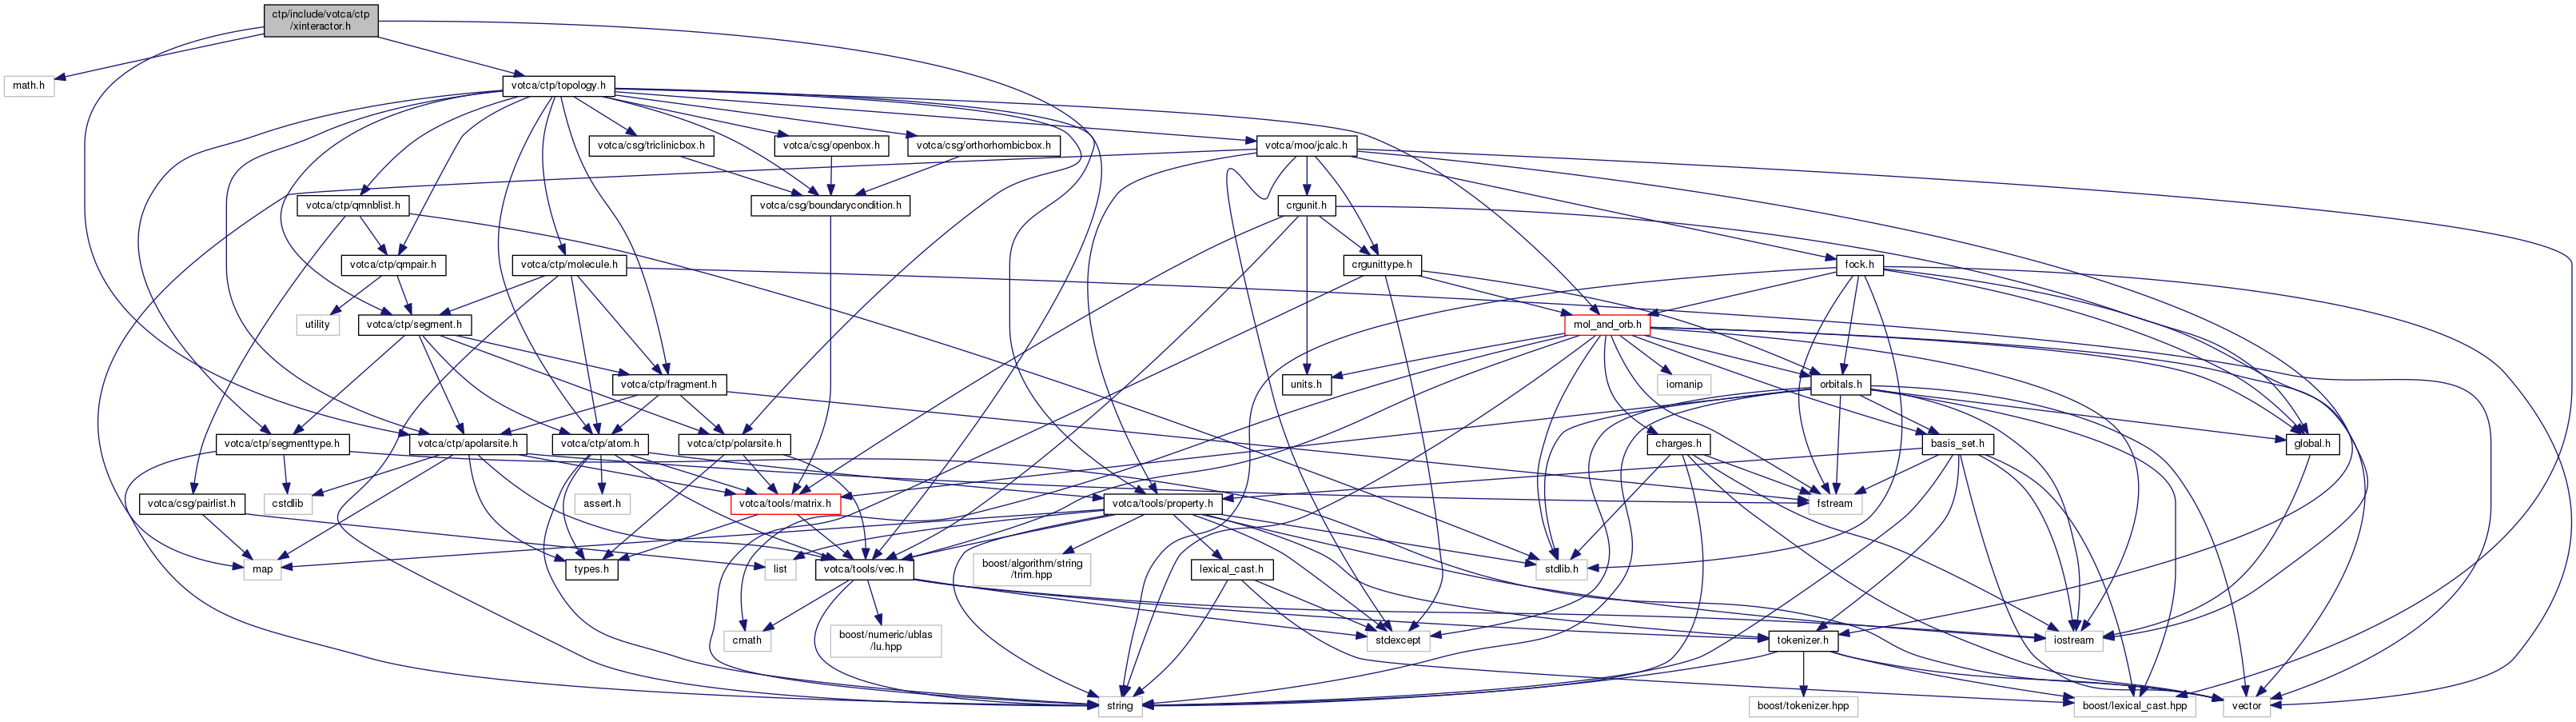 ctp/include/votca/ctp
/xinteractor.h
math.h
votca/ctp/topology.h
votca/csg/triclinicbox.h
votca/csg/openbox.h
votca/csg/orthorhombicbox.h
votca/moo/jcalc.h
votca/ctp/qmnblist.h
votca/csg/boundarycondition.h
crgunit.h
votca/ctp/qmpair.h
votca/ctp/molecule.h
crgunittype.h
fock.h
utility
votca/ctp/segment.h
mol_and_orb.h
votca/ctp/fragment.h
units.h
iomanip
orbitals.h
votca/ctp/segmenttype.h
votca/ctp/apolarsite.h
votca/ctp/atom.h
votca/ctp/polarsite.h
charges.h
basis_set.h
global.h
votca/csg/pairlist.h
cstdlib
assert.h
votca/tools/matrix.h
votca/tools/property.h
fstream
map
types.h
list
votca/tools/vec.h
boost/algorithm/string
/trim.hpp
lexical_cast.h
stdlib.h
cmath
boost/numeric/ublas
/lu.hpp
stdexcept
tokenizer.h
iostream
string
boost/tokenizer.hpp
boost/lexical_cast.hpp
vector